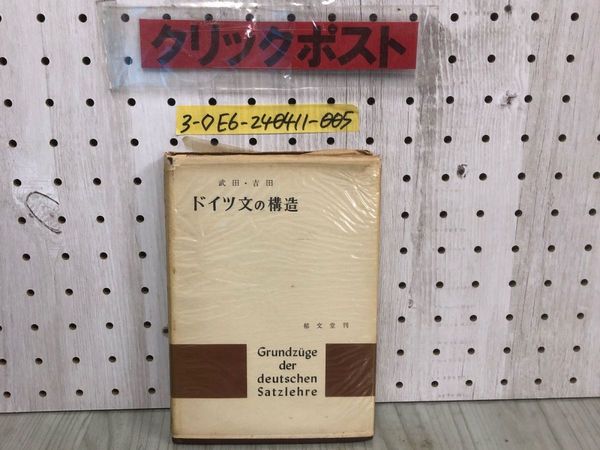 クリックポスト
3-OE6-240411-005
武田・吉田
ドイツ文の構造
郁文堂刊
Grundzüge
der
deutschen
Satzlehre